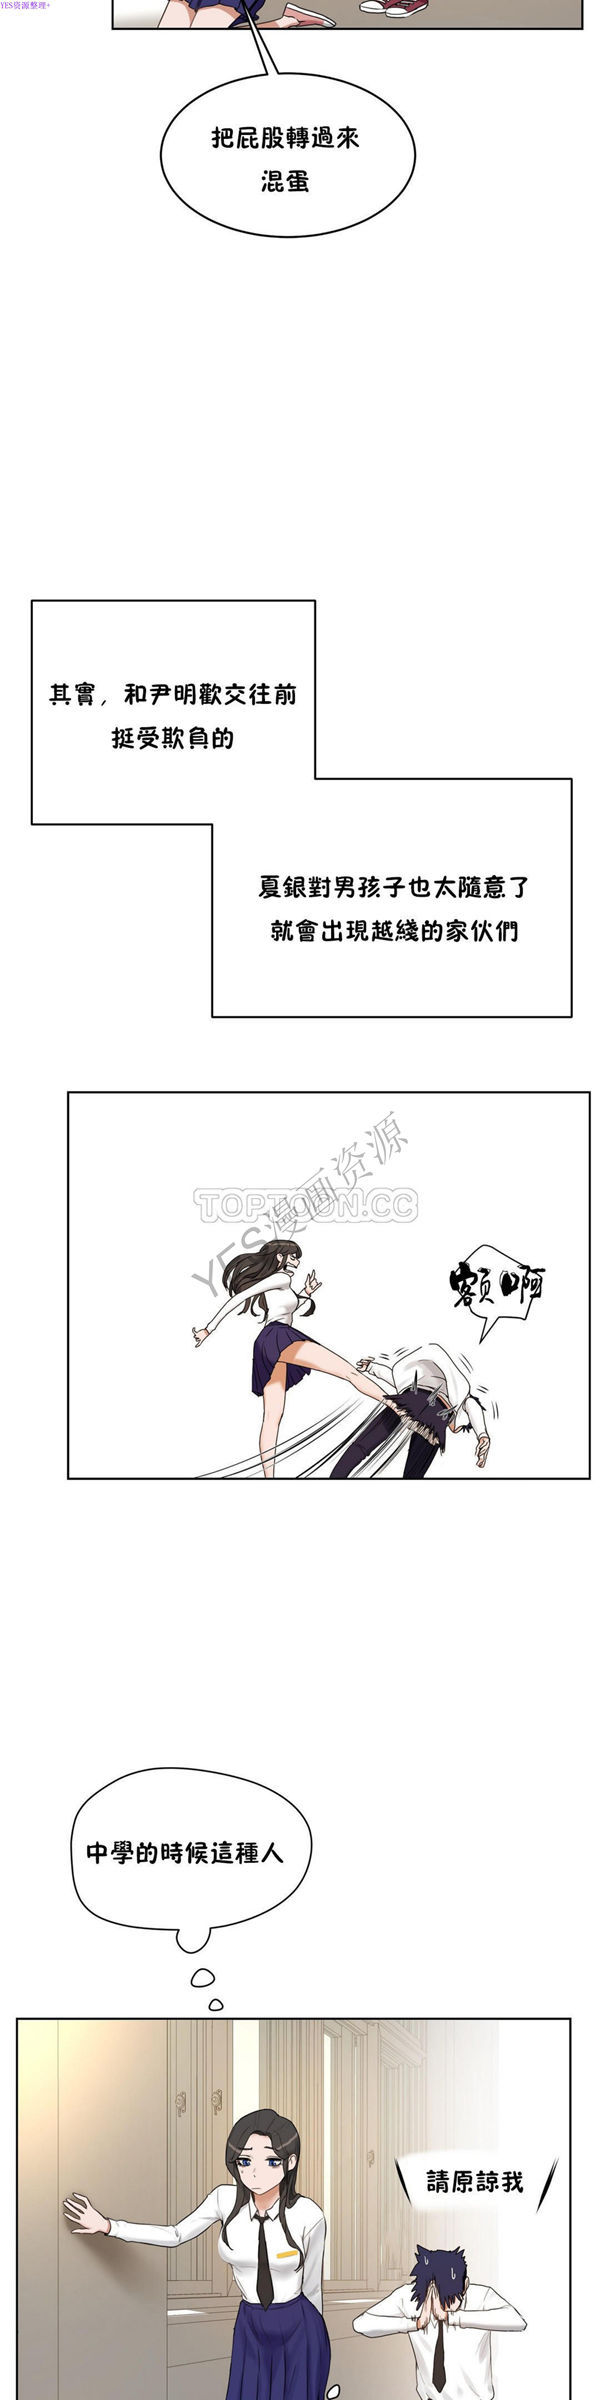 YES资源整理+
把屁股轉過來
混蛋
其實，和尹明歡交往前
挺受欺負的
夏銀對男孩子也太隨意了
就會出現越綫的家伙們
YES漫画资源
TOPTOON.CC
額啊
中學的時候這種人
請原諒我